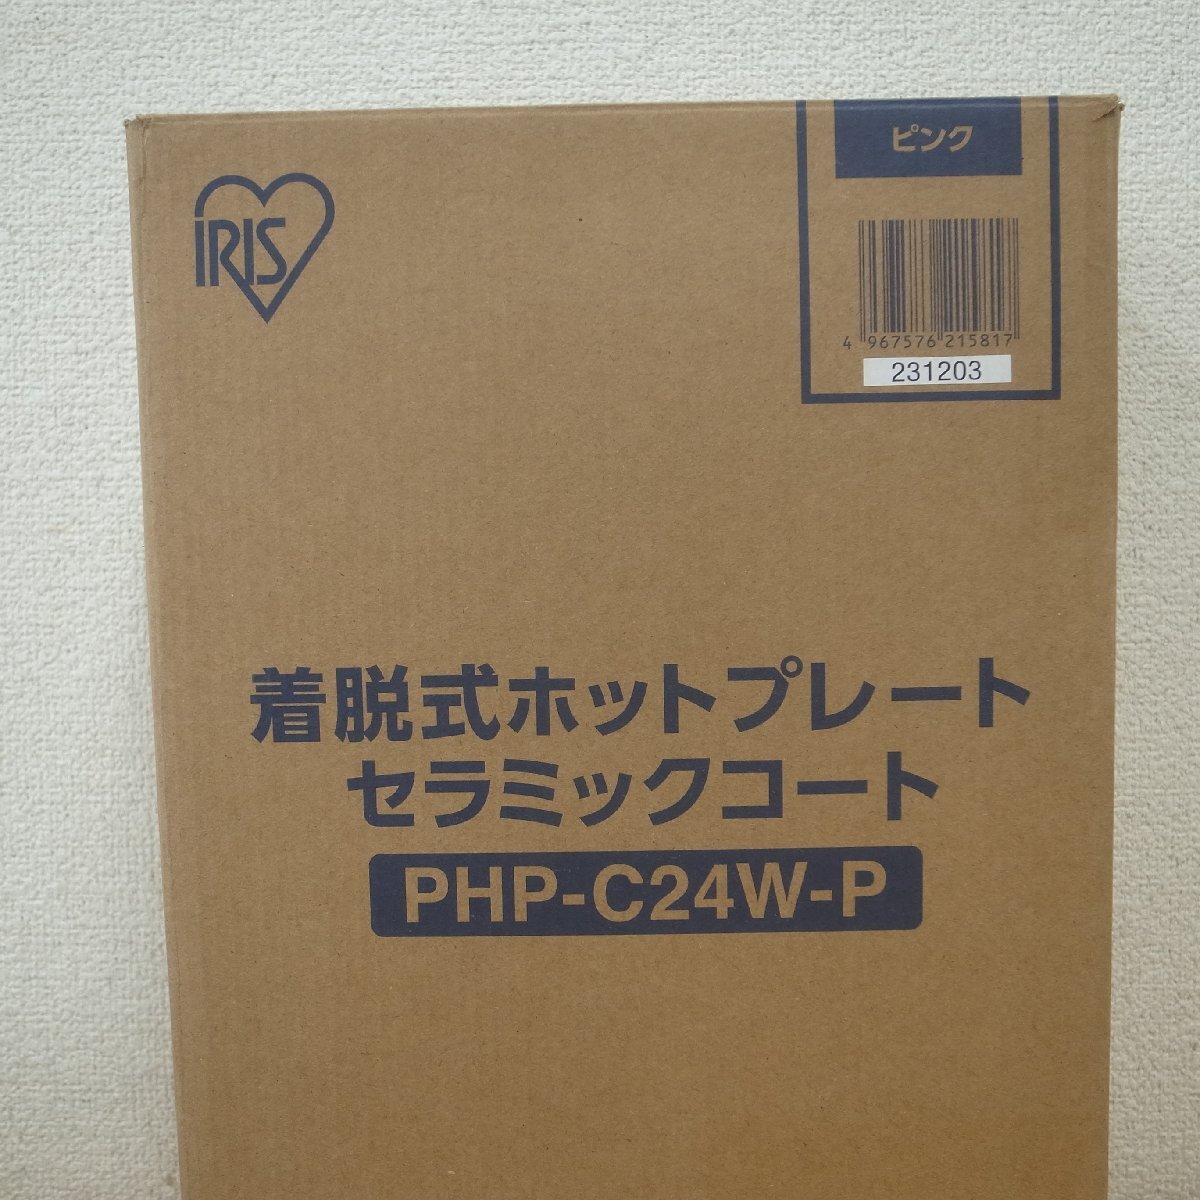 IRIS
ピンク
4 967576 215817
231203
着脱式ホットプレート
セラミックコート
PHP-C24W-P